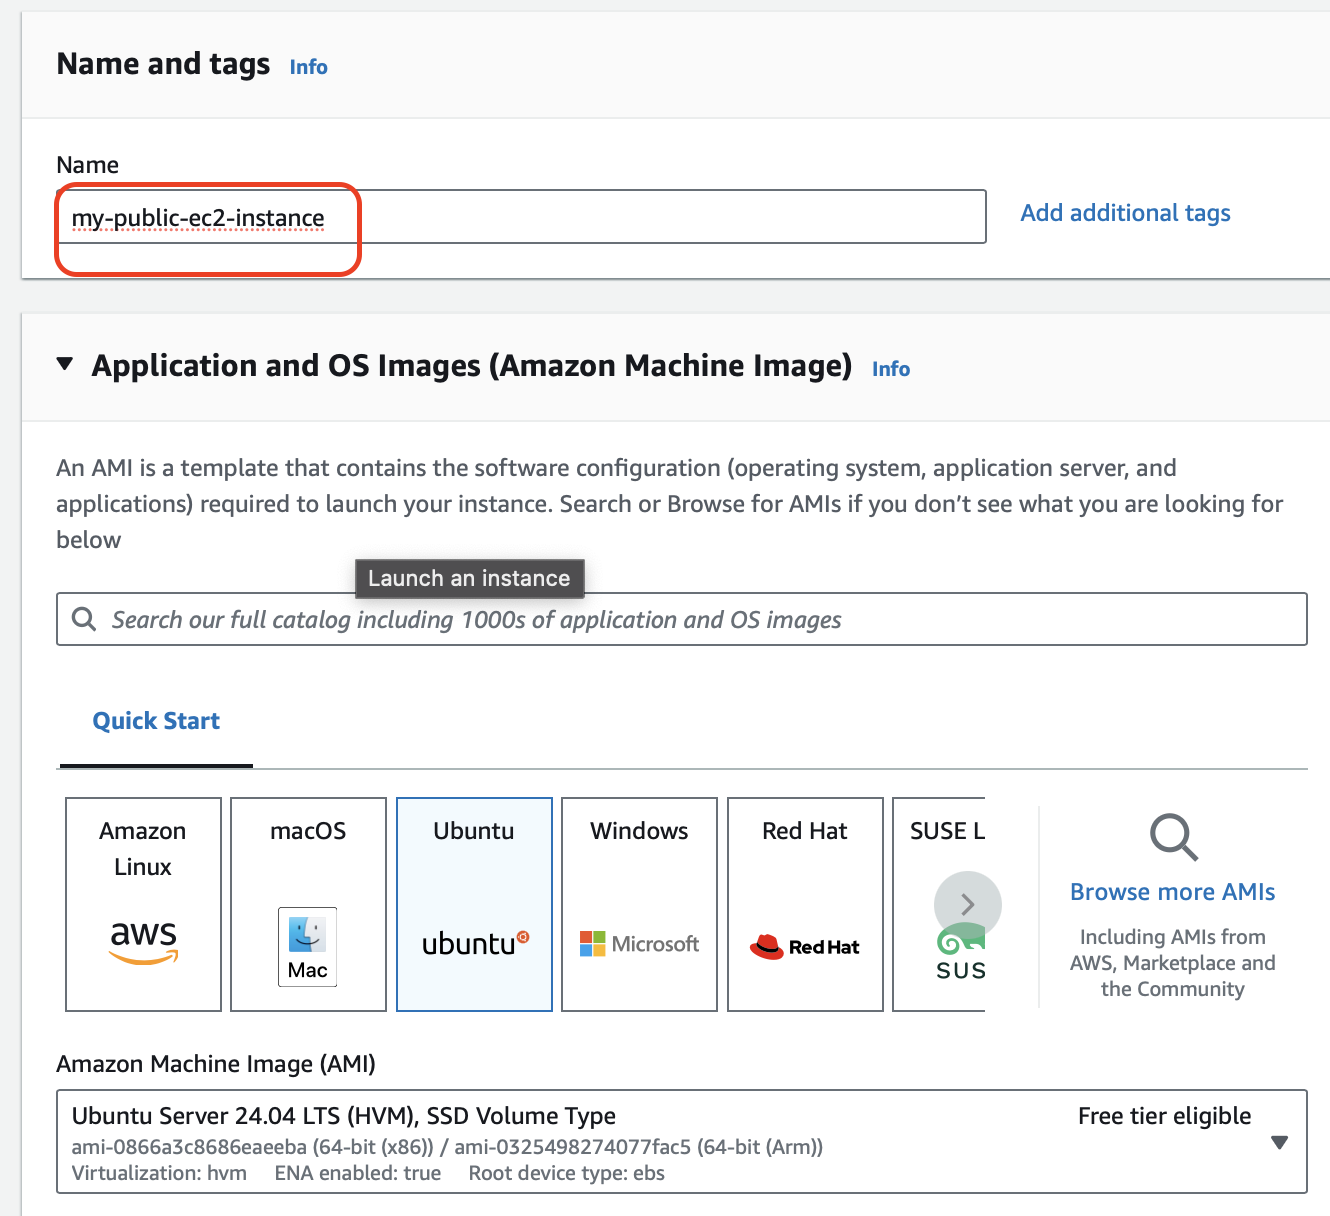 Name and tags Info
Name
my-public-ec2-instance
Add additional tags
Application and OS Images (Amazon Machine Image) Info
An AMI is a template that contains the software configuration (operating system, application server, and
applications) required to launch your instance. Search or Browse for AMIs if you don’t see what you are looking for
below
Launch an instance
Search our full catalog including 1000s of application and OS images
Quick Start
Amazon
Linux
aws
macOS
Mac
Ubuntu
ubuntu
Windows
Microsoft
Red Hat
Red Hat
SUSE L
SUS
Browse more AMIs
Including AMIs from
AWS, Marketplace and
the Community
Amazon Machine Image (AMI)
Ubuntu Server 24.04 LTS (HVM), SSD Volume Type
Free tier eligible
ami-0866a3c8686eaeeba (64-bit (x86)) / ami-0325498274077fac5 (64-bit (Arm))
Virtualization: hvm ENA enabled: true Root device type: ebs